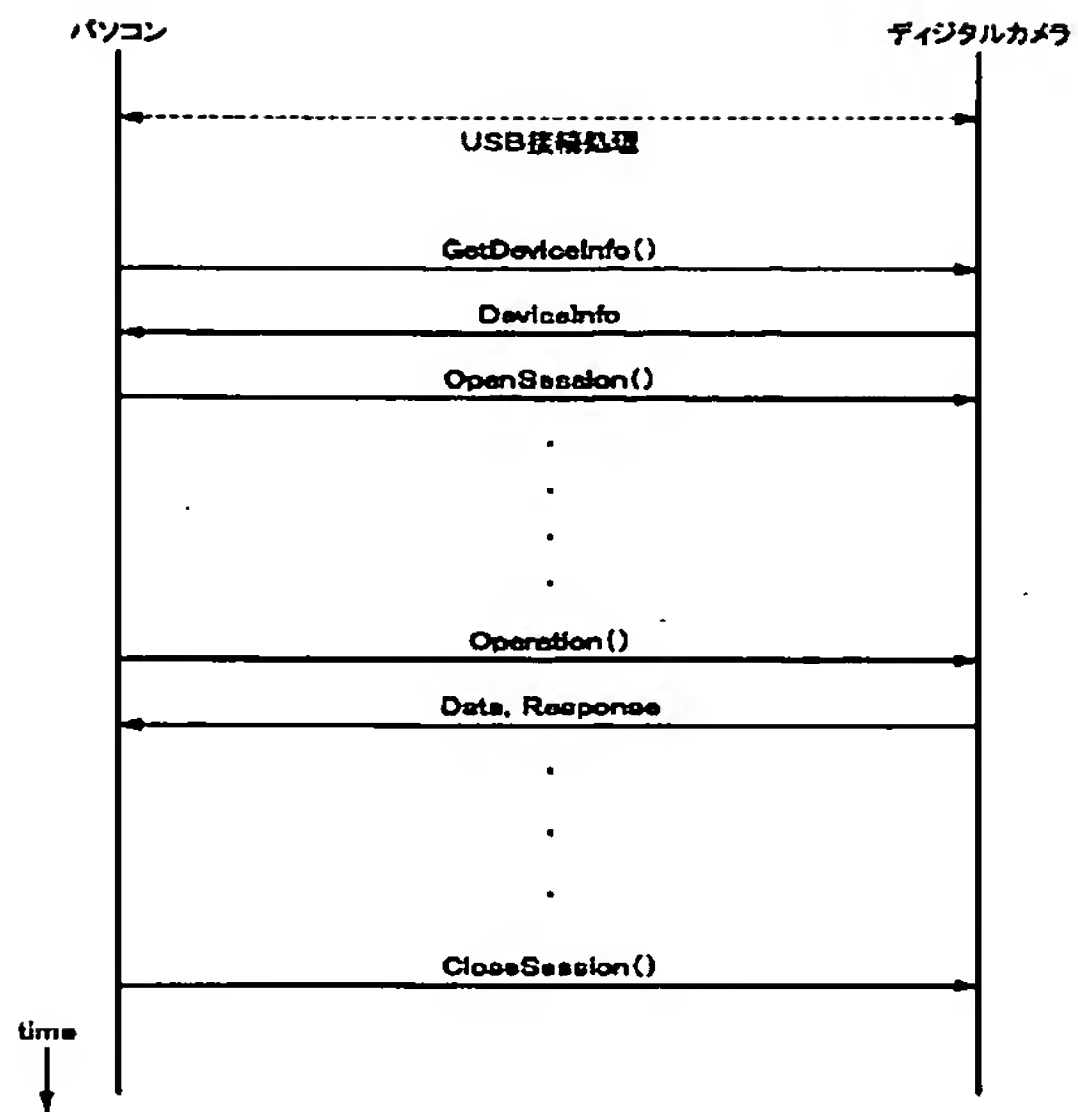 パソコン
ディジタルカメラ
USB接続処理
GetDeviceInfo()
DeviceInfo
OpenSession()
Operation()
Data, Response
CloseSession()
time